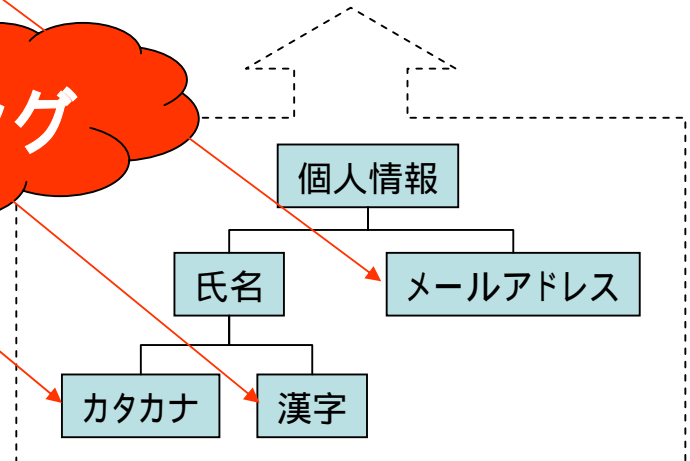 ング
個人情報
氏名
メールアドレス
カタカナ
漢字